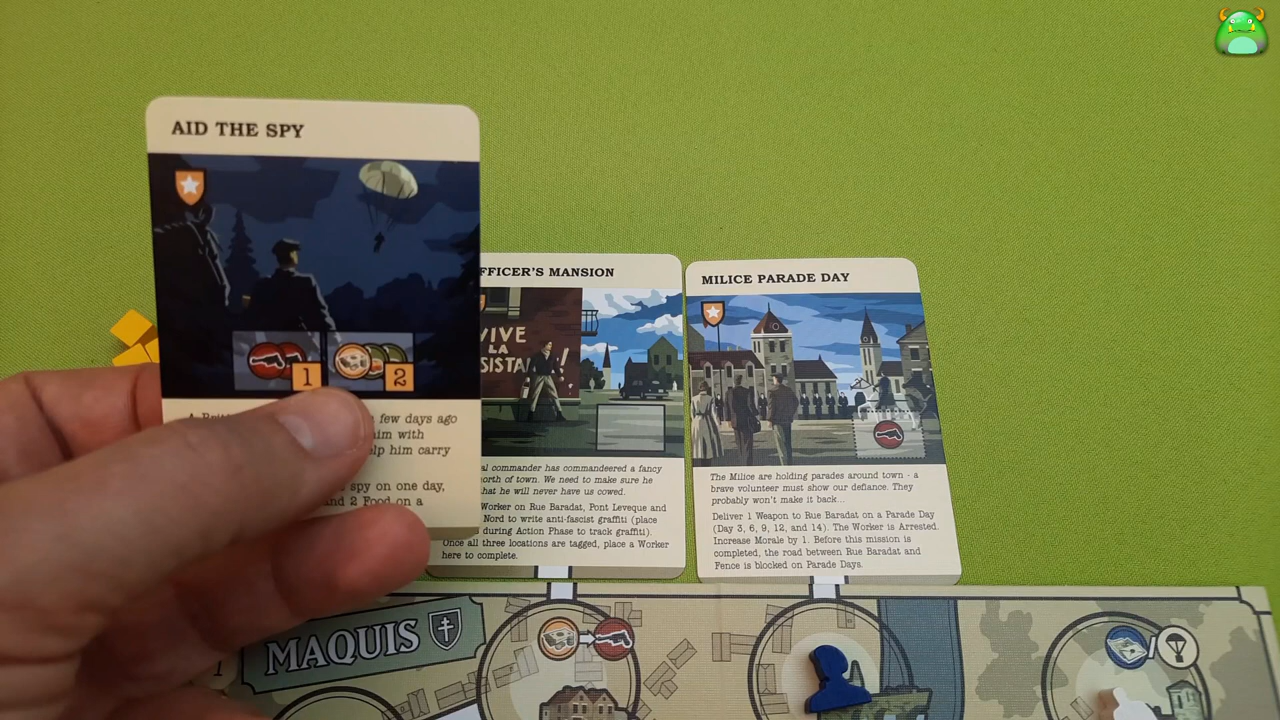 AID THE SPY
1
2
few days ago
him with
help him carry
spy on one day,
and 2 Food on a
OFFICER'S MANSION
VIVE
LA
commander has commandeered a fancy
north of town. We need to make sure he
that he will never have us cowed.
Worker on Rue Baradat, Pont Leveque and
Nord to write anti-fascist graffiti (place
during Action Phase to track graffiti).
Once all three locations are tagged, place a Worker
here to complete.
MILICE PARADE DAY
The Milice are holding parades around town - a
brave volunteer must show our defiance. They
probably won't make it back...
Deliver 1 Weapon to Rue Baradat on a Parade Day
(Day 3, 6, 9, 12, and 14). The Worker is Arrested.
Increase Morale by 1. Before this mission is
completed, the road between Rue Baradat and
Fence is blocked on Parade Days.
MAQUIS